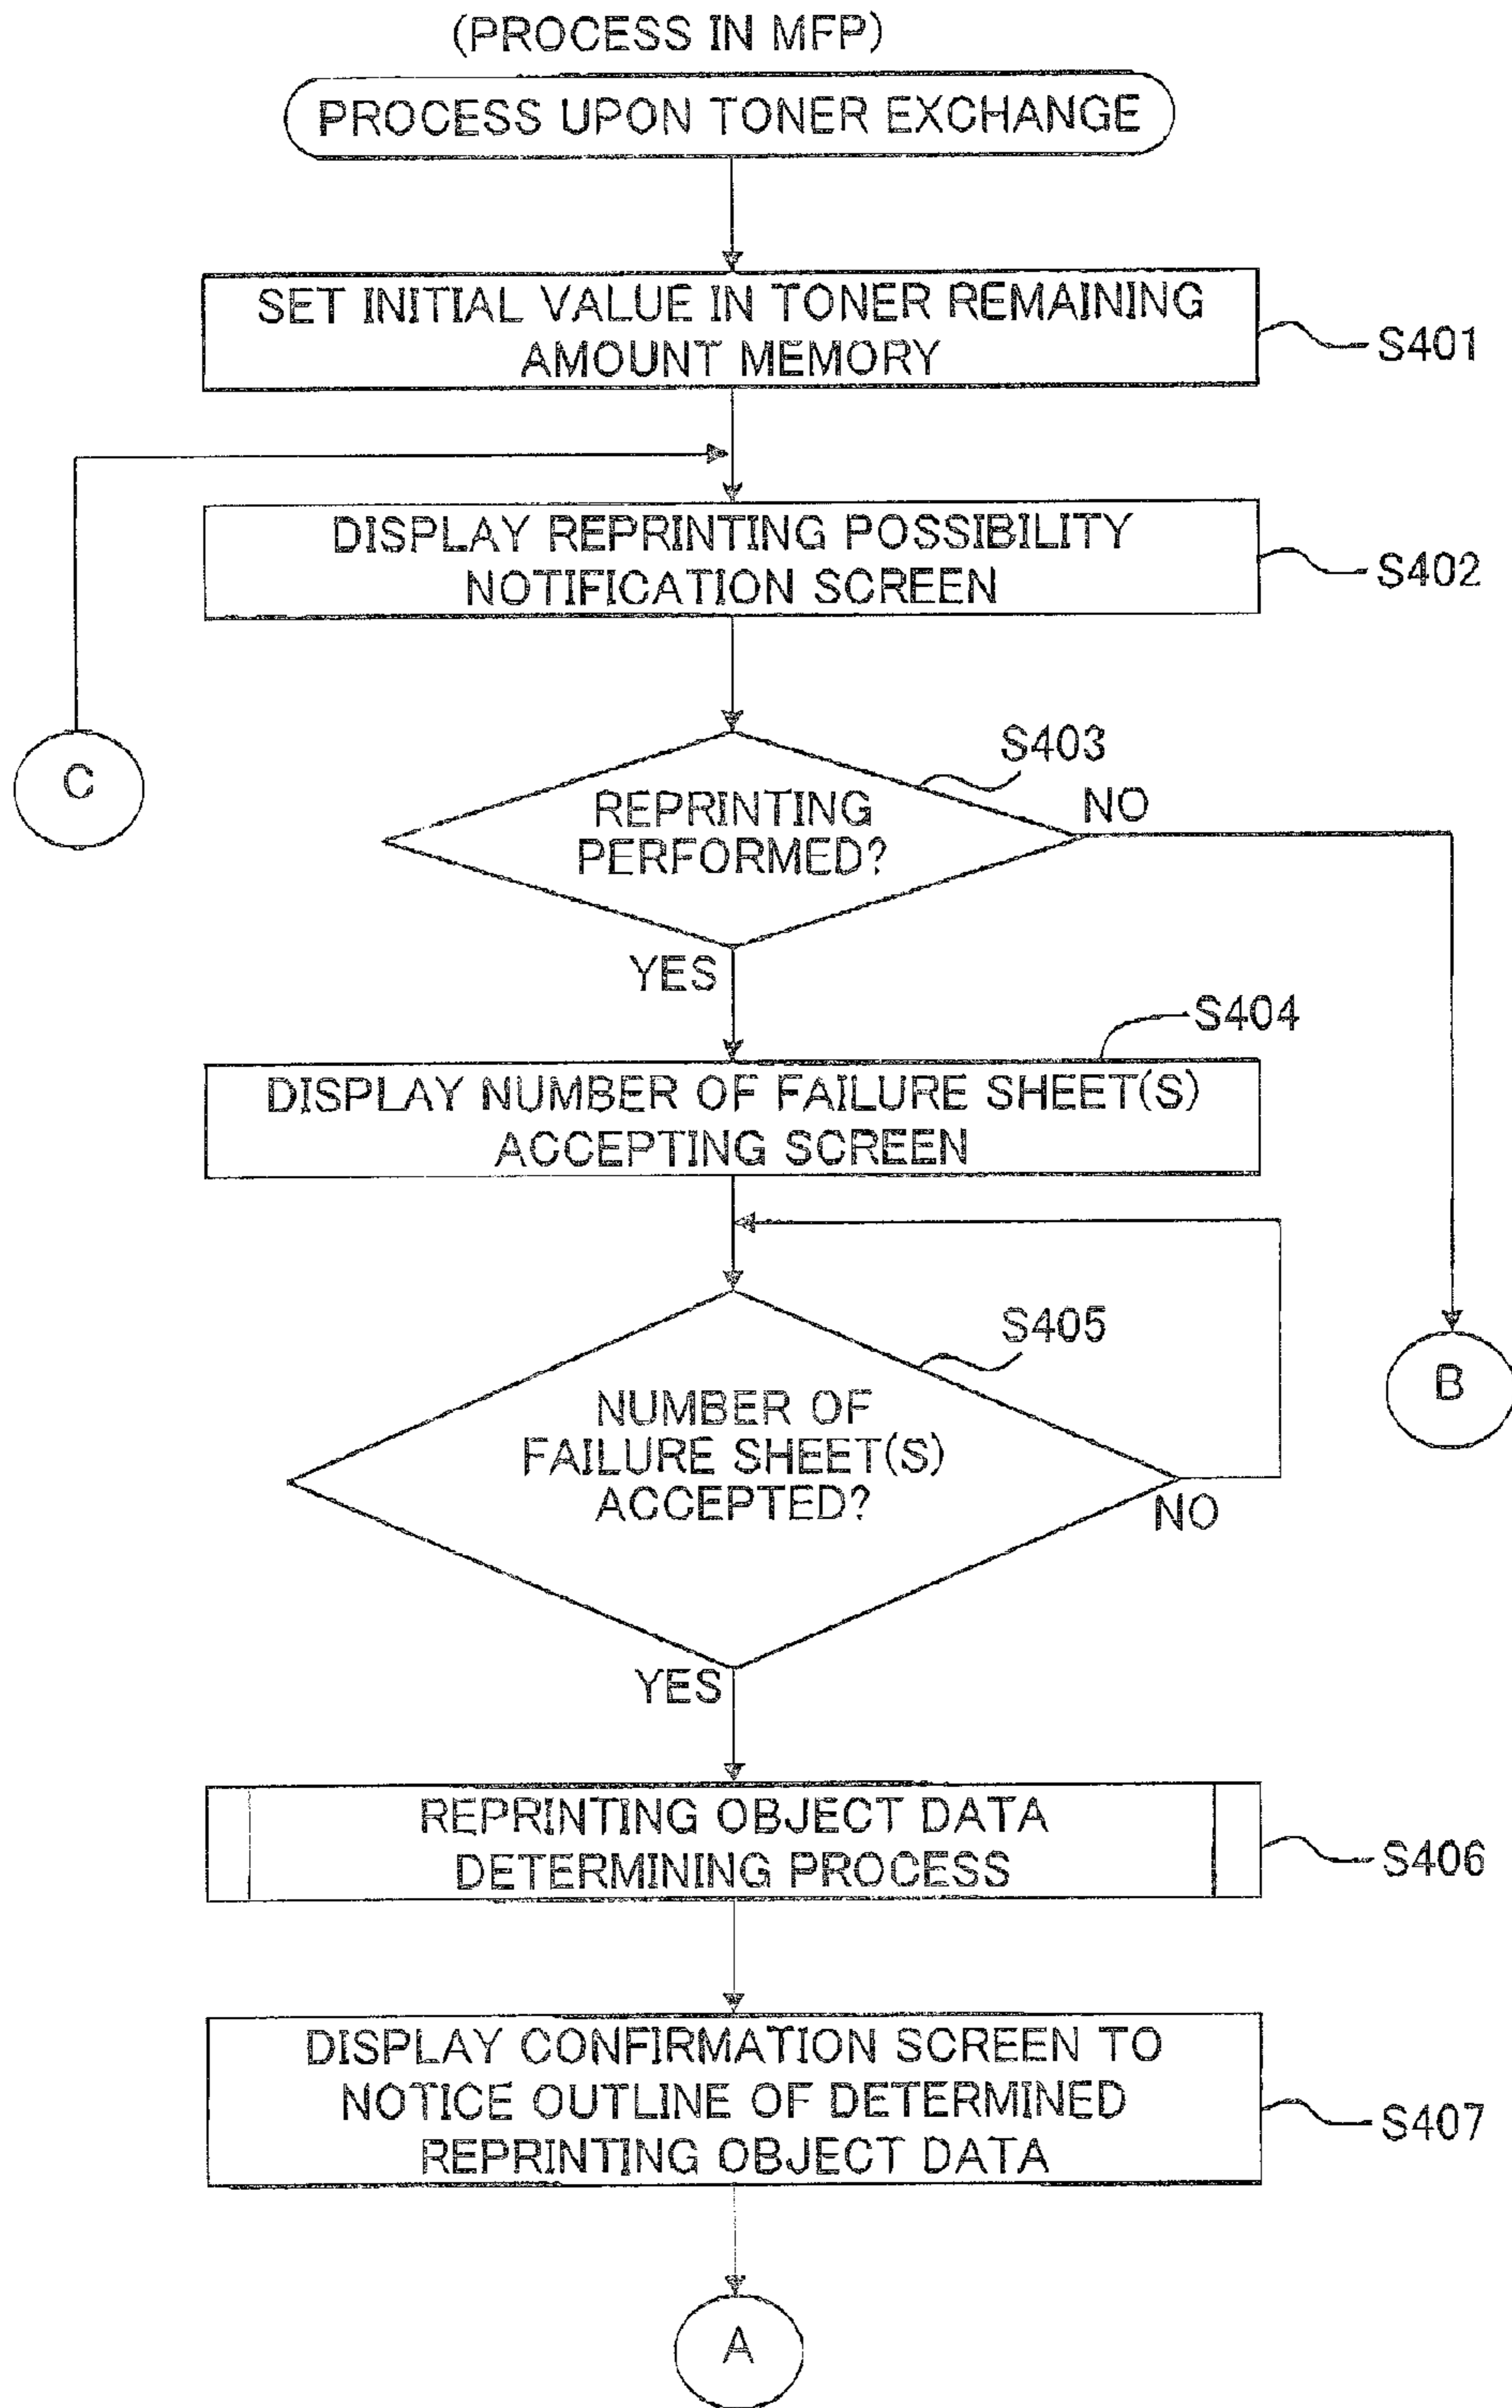 (PROCESS IN MFP)
PROCESS UPON TONER EXCHANGE
SET INITIAL VALUE IN TONER REMAINING
AMOUNT MEMORY
S401
DISPLAY REPRINTING POSSIBILITY
NOTIFICATION SCREEN
S402
C
S403
REPRINTING
PERFORMED?
NO
YES
S404
DISPLAY NUMBER OF FAILURE SHEET(S)
ACCEPTING SCREEN
S405
NUMBER OF
FAILURE SHEET(S)
ACCEPTED?
NO
B
YES
REPRINTING OBJECT DATA
DETERMINING PROCESS
S406
DISPLAY CONFIRMATION SCREEN TO
NOTICE OUTLINE OF DETERMINED
REPRINTING OBJECT DATA
S407
A